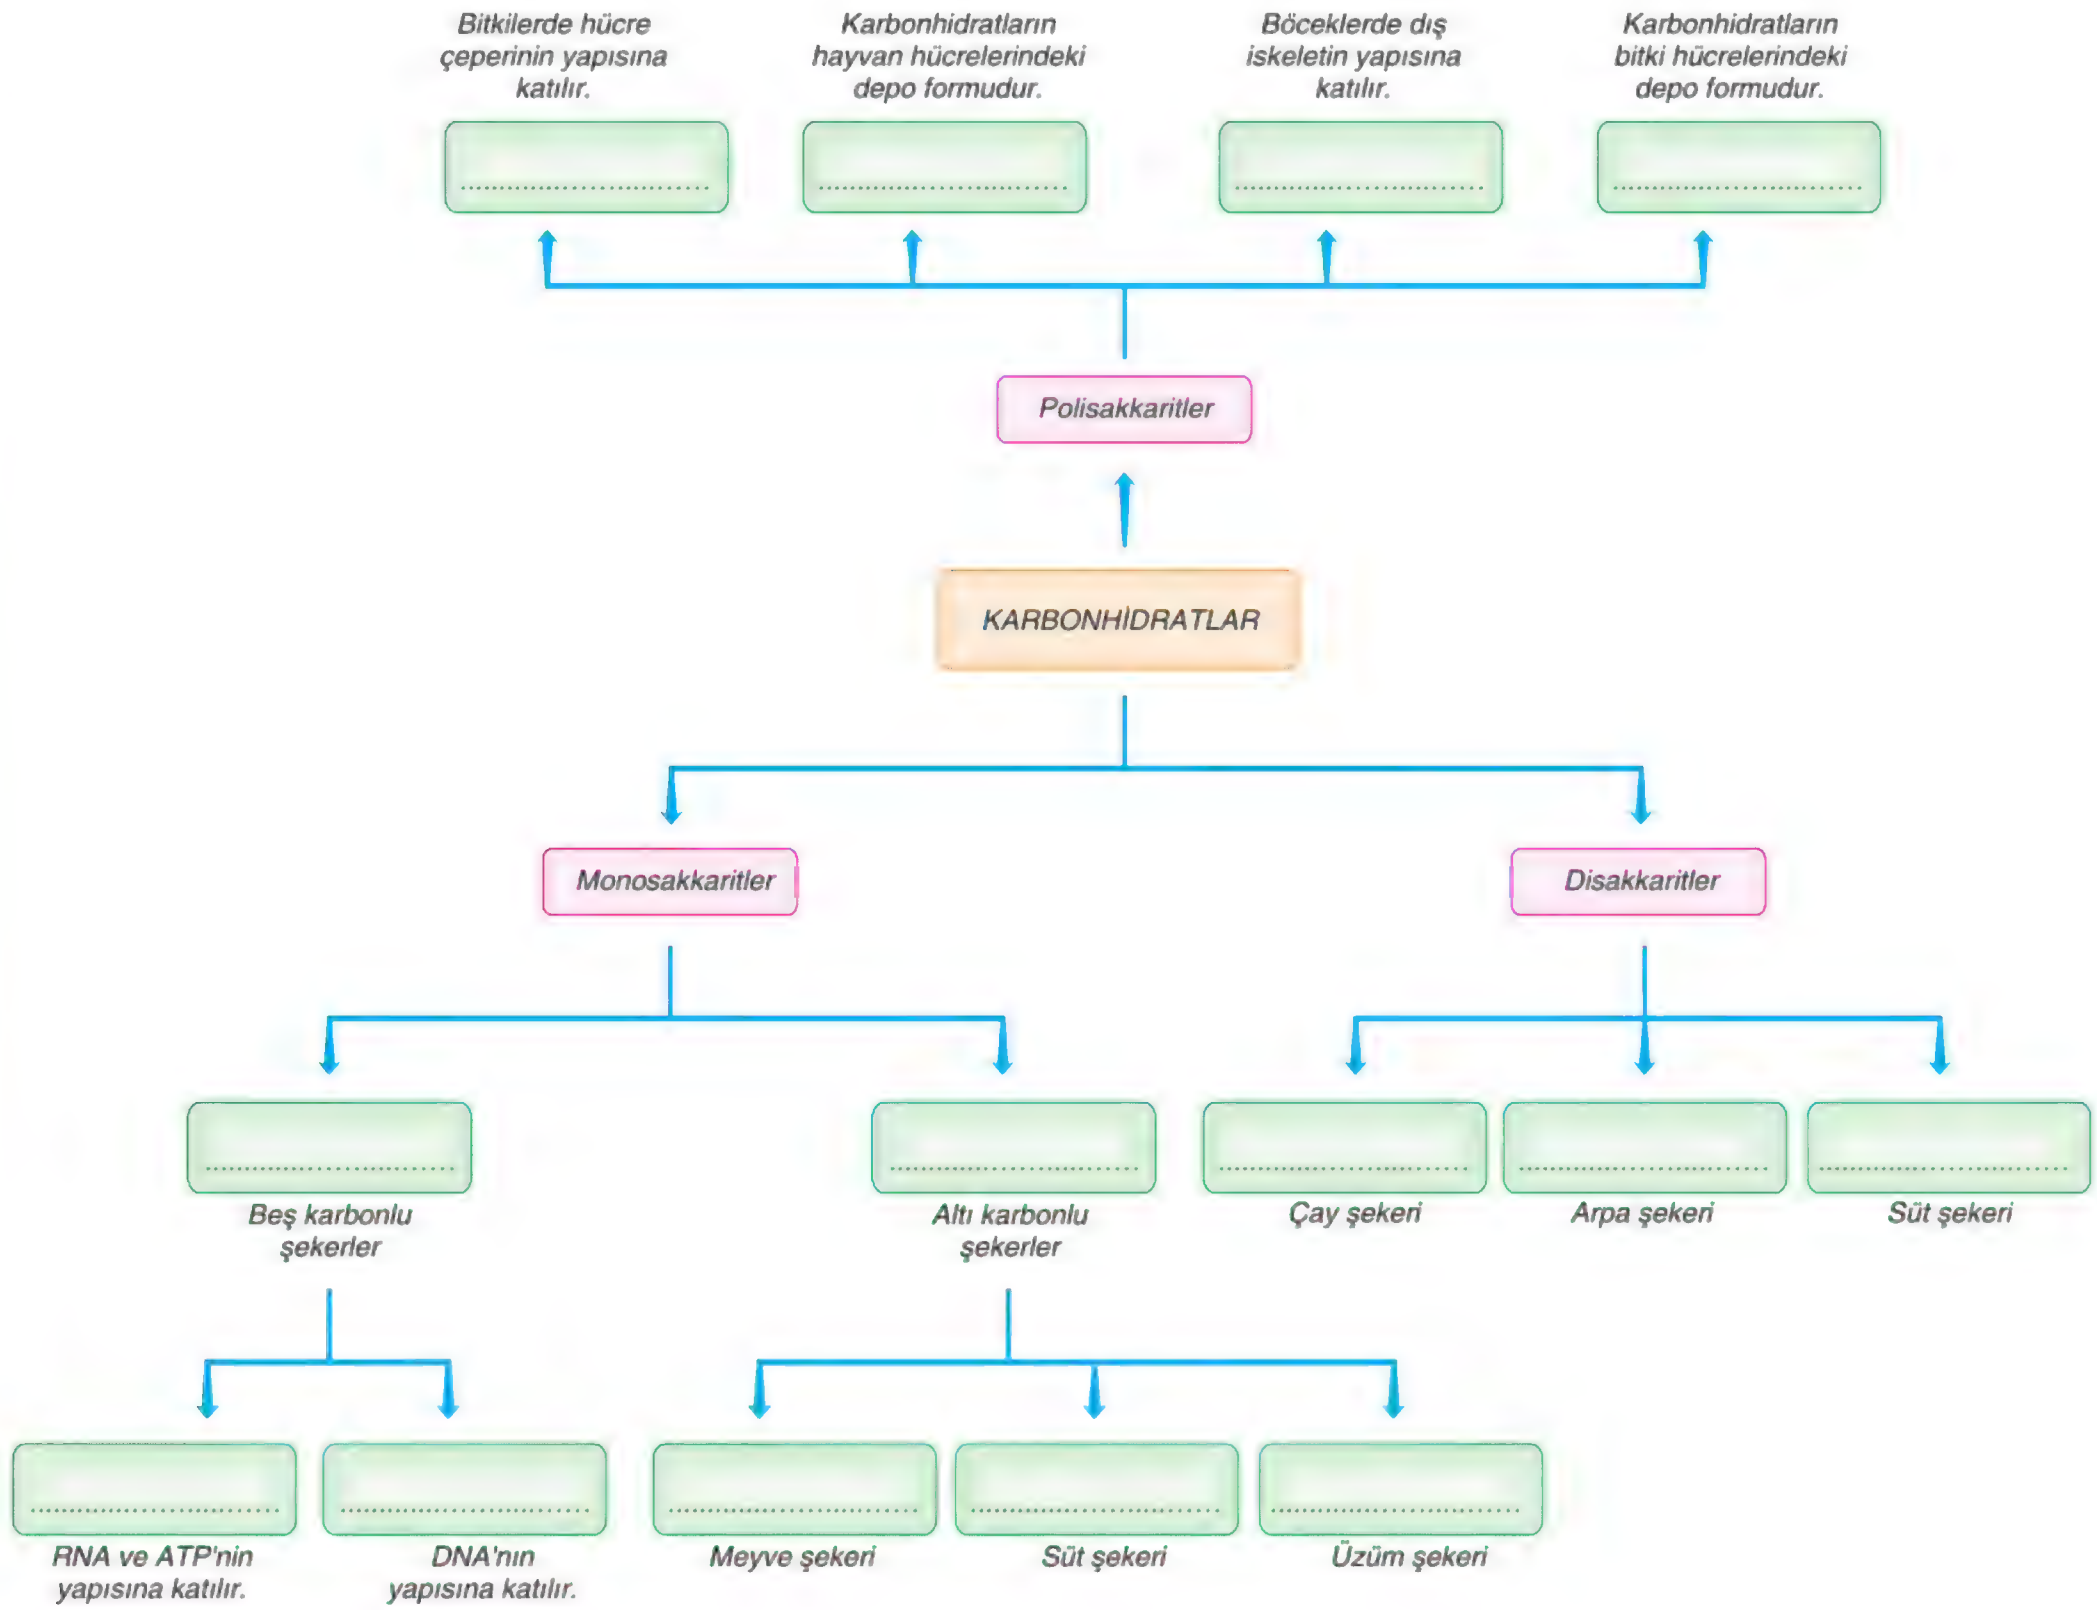 Bitkilerde hücre
çeperinin yapısına
katılır.
Karbonhidratların
hayvan hücrelerindeki
depo formudur.
Böceklerde dış
iskeletin yapısına
katılır.
Karbonhidratların
bitki hücrelerindeki
depo formudur.
................................
................................
................................
................................
Polisakkaritler
KARBONHİDRATLAR
Monosakkaritler
Disakkaritler
................................
................................
................................
................................
................................
Beş karbonlu
şekerler
Altı karbonlu
şekerler
Çay şekeri
Arpa şekeri
Süt şekeri
................................
................................
................................
................................
................................
RNA ve ATP'nin
yapısına katılır.
DNA'nın
yapısına katılır.
Meyve şekeri
Süt şekeri
Üzüm şekeri